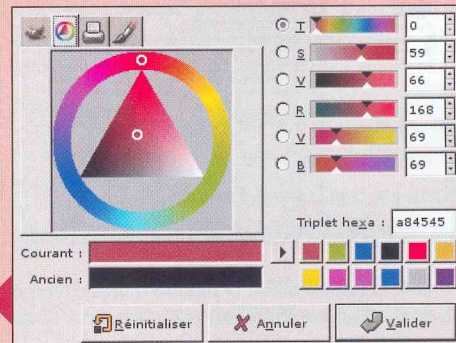 T 0
S 59
V 66
R 168
V 69
B 69
Triplet hexa : a84545
Courant :
Ancien :
Réinitialiser Annuler Valider